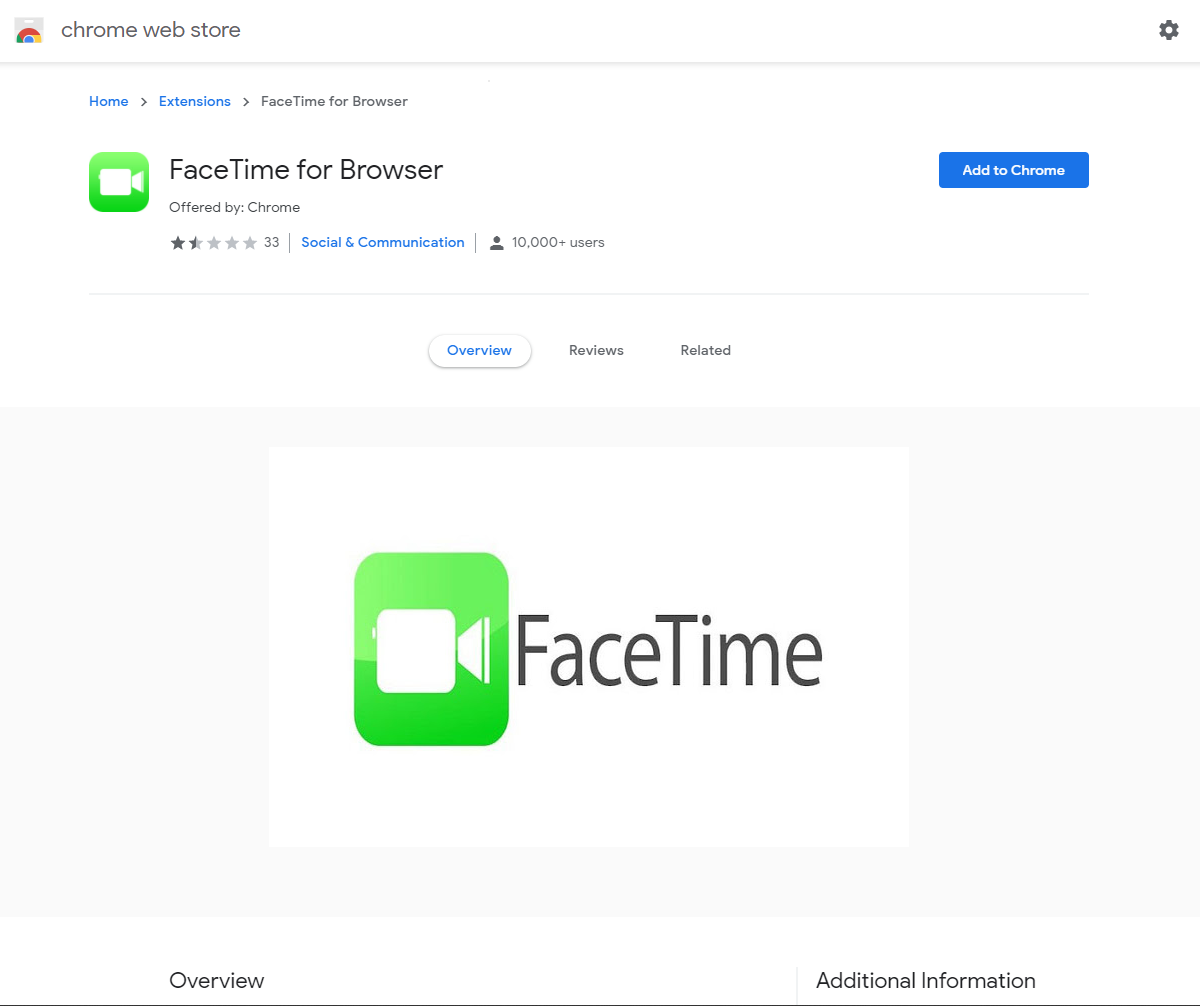 chrome web store
Home > Extensions > FaceTime for Browser
FaceTime for Browser
Add to Chrome
Offered by: Chrome
33 Social & Communication 10,000+ users
Overview Reviews Related
FaceTime
Overview Additional Information